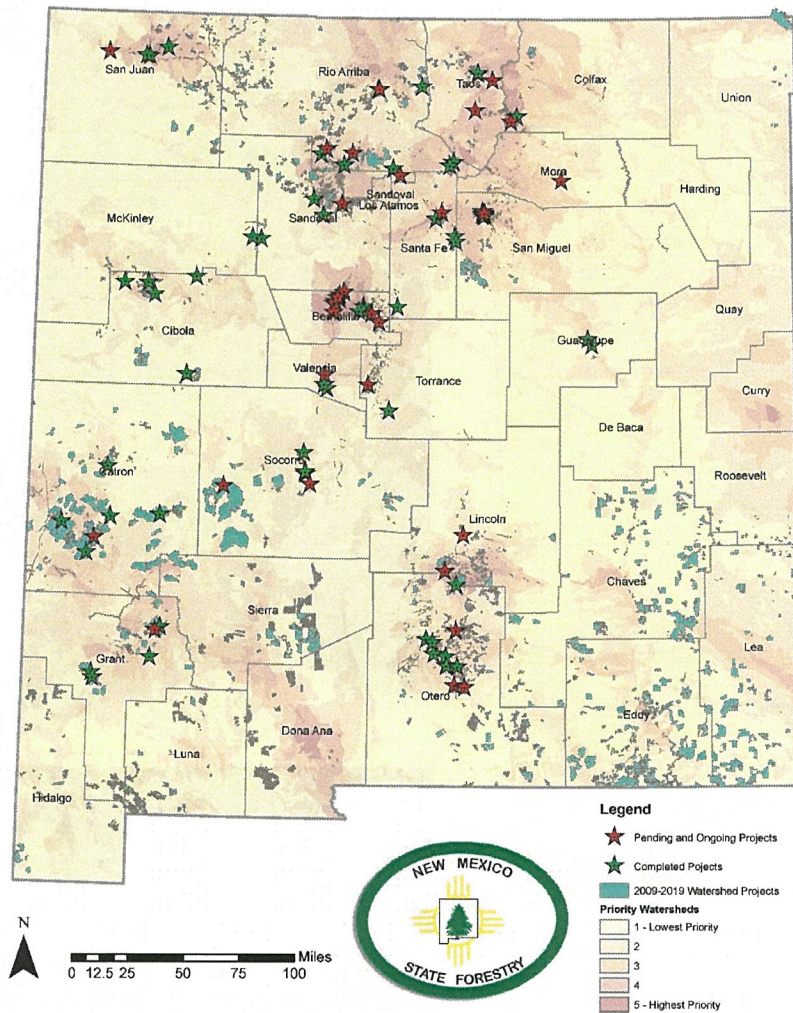 San Juan
Rio Arriba
Taos
Colfax
Union
Mora
Harding
McKinley
Sandoval
Los Alamos
Sandoval
Santa Fe
San Miguel
Quay
Cibola
Bernalillo
Guadalupe
Valencia
Torrance
Curry
De Baca
Catron
Socorro
Roosevelt
Lincoln
Chaves
Sierra
Lea
Grant
Otero
Eddy
Dona Ana
Luna
Hidalgo
Legend
Pending and Ongoing Projects
Completed Pojects
2009-2019 Watershed Projects
Priority Watersheds
1 - Lowest Priority
2
3
4
5 - Highest Priority
NEW MEXICO
STATE FORESTRY
N
Miles
0 12.5 25 50 75 100